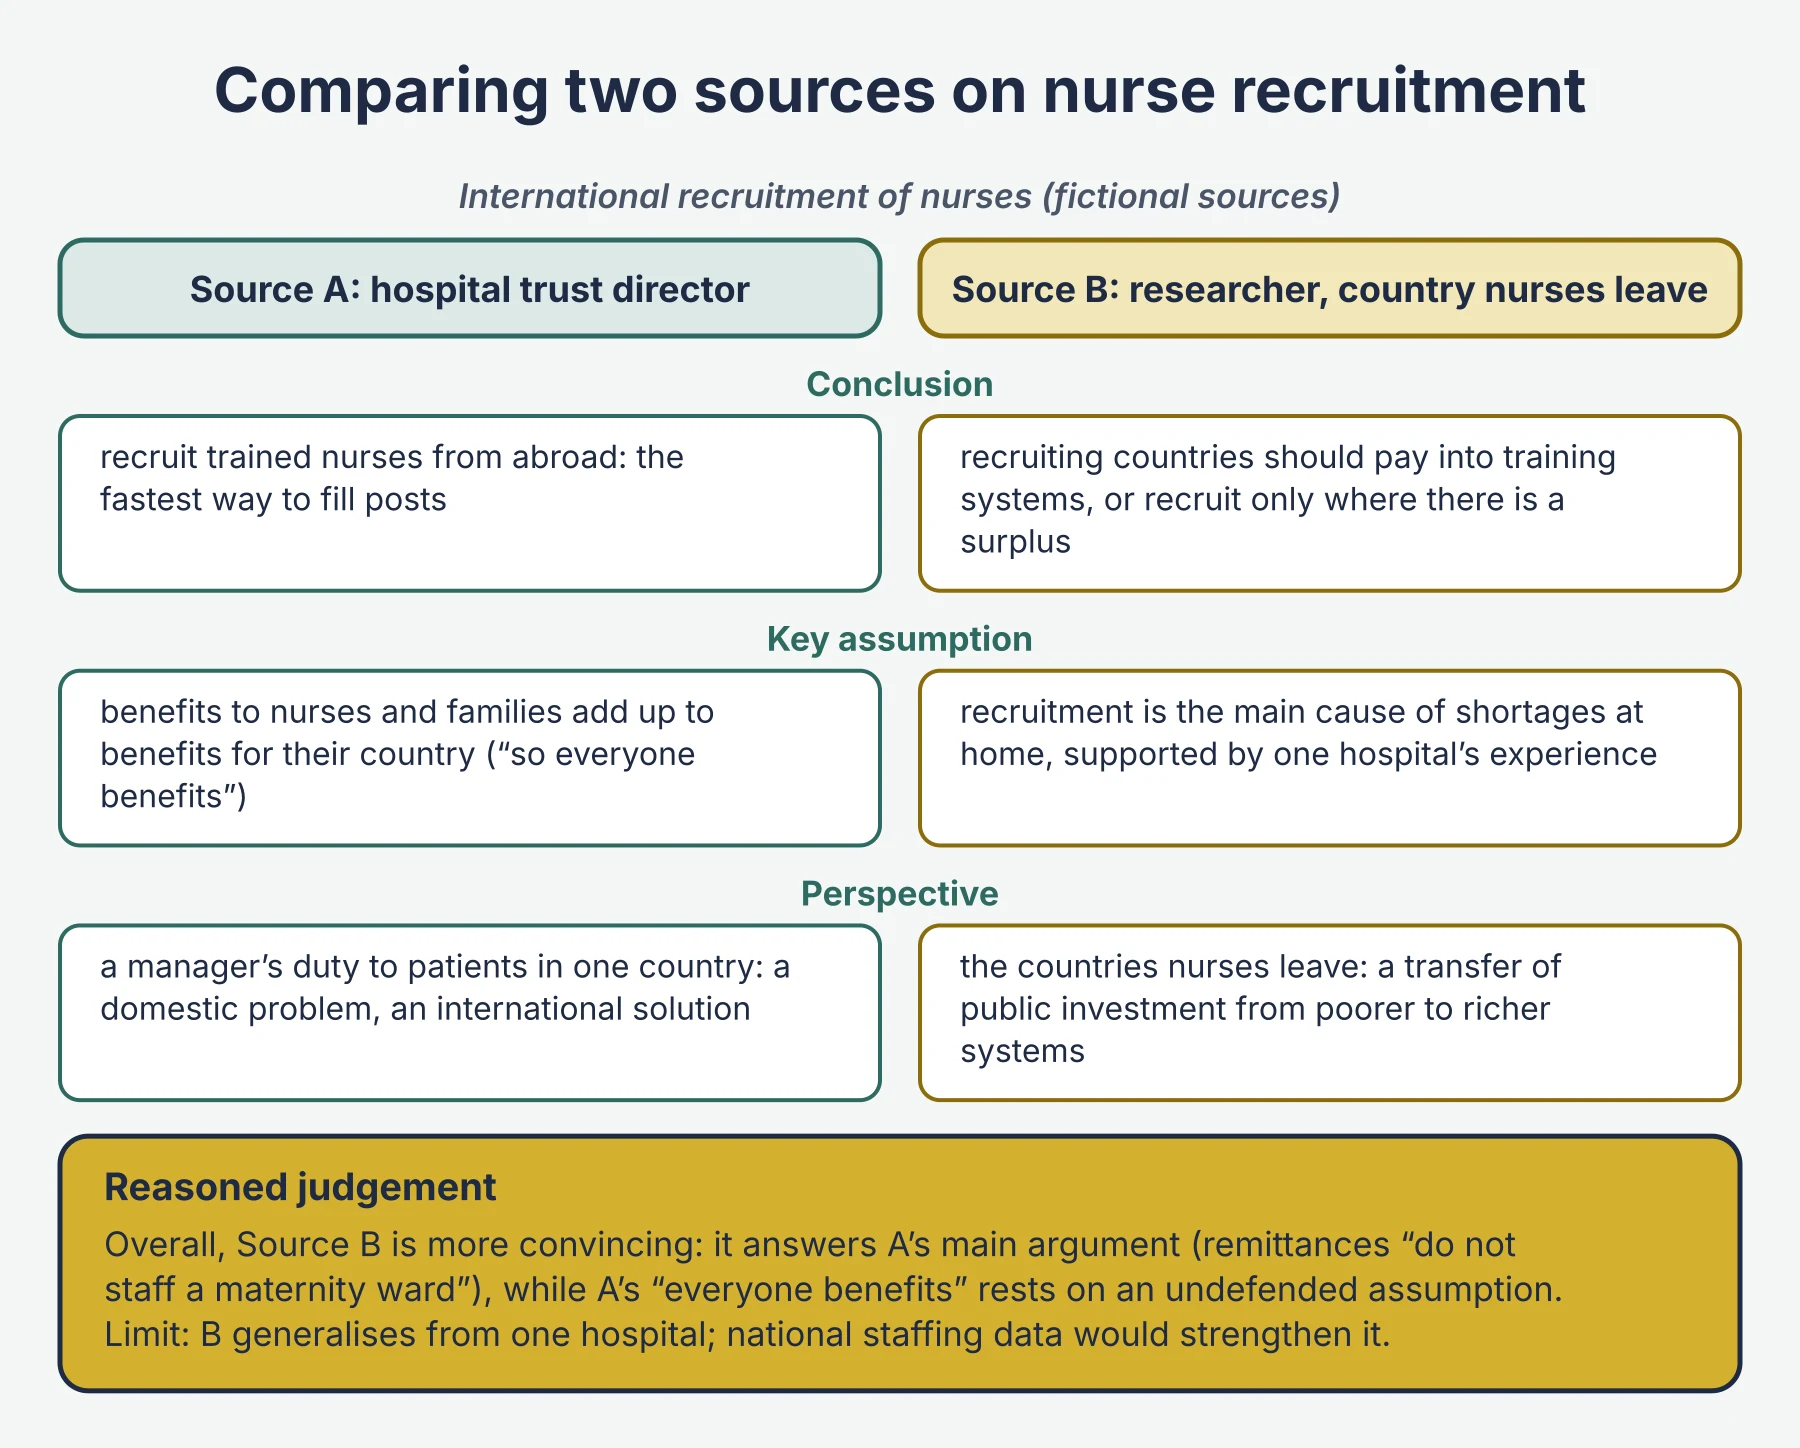 Comparing two sources on nurse recruitment
International recruitment of nurses (fictional sources)
Source A: hospital trust director
Source B: researcher, country nurses leave
Conclusion
recruit trained nurses from abroad: the
fastest way to fill posts
recruiting countries should pay into training
systems, or recruit only where there is a
surplus
Key assumption
benefits to nurses and families add up to
benefits for their country (“so everyone
benefits”)
recruitment is the main cause of shortages at
home, supported by one hospital’s experience
Perspective
a manager’s duty to patients in one country: a
domestic problem, an international solution
the countries nurses leave: a transfer of
public investment from poorer to richer
systems
Reasoned judgement
Overall, Source B is more convincing: it answers A’s main argument (remittances “do not
staff a maternity ward”), while A’s “everyone benefits” rests on an undefended assumption.
Limit: B generalises from one hospital; national staffing data would strengthen it.